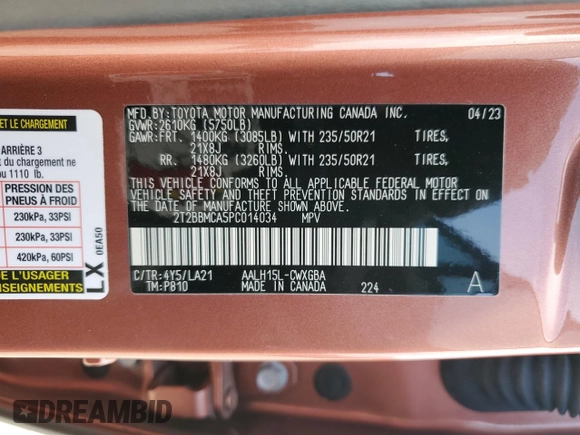 ET LE CHARGEMENT
ARRIÈRE 3
t du chargement ne
ou 1110 lb.
PRESSION DES
PNEUS À FROID
230kPa, 33PSI
230kPa, 33PSI
420kPa, 60PSI
L'USAGER
ENSEIGNEMENTS
LX 0EA50
MFD.BY:TOYOTA MOTOR MANUFACTURING CANADA INC. 04/23
GVWR:2610KG (5750LB)
GAWR:FRT. 1400KG (3085LB) WITH 235/50R21 TIRES,
21X8J RIMS.
RR. 1480KG (3260LB) WITH 235/50R21 TIRES,
21X8J RIMS.
THIS VEHICLE CONFORMS TO ALL APPLICABLE FEDERAL MOTOR
VEHICLE SAFETY AND THEFT PREVENTION STANDARDS IN EFFECT ON
THE DATE OF MANUFACTURE SHOWN ABOVE.
2T2BBMCA5PC014034 MPV
C/TR:4Y5/LA21 AALH15L-CWXGBA
TM:P810 MADE IN CANADA 224 A
DREAMBID